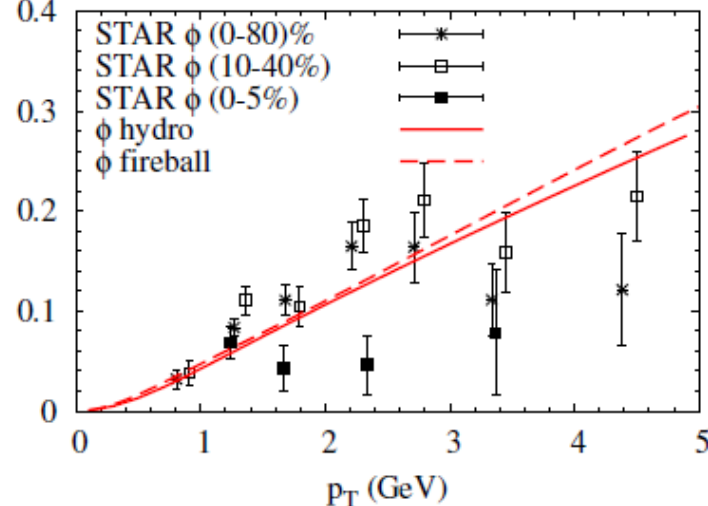 0.4
STAR ϕ (0-80)%
STAR ϕ (10-40%)
STAR ϕ (0-5%)
ϕ hydro
ϕ fireball
0.3
0.2
0.1
0
0 1 2 3 4 5
p_T (GeV)